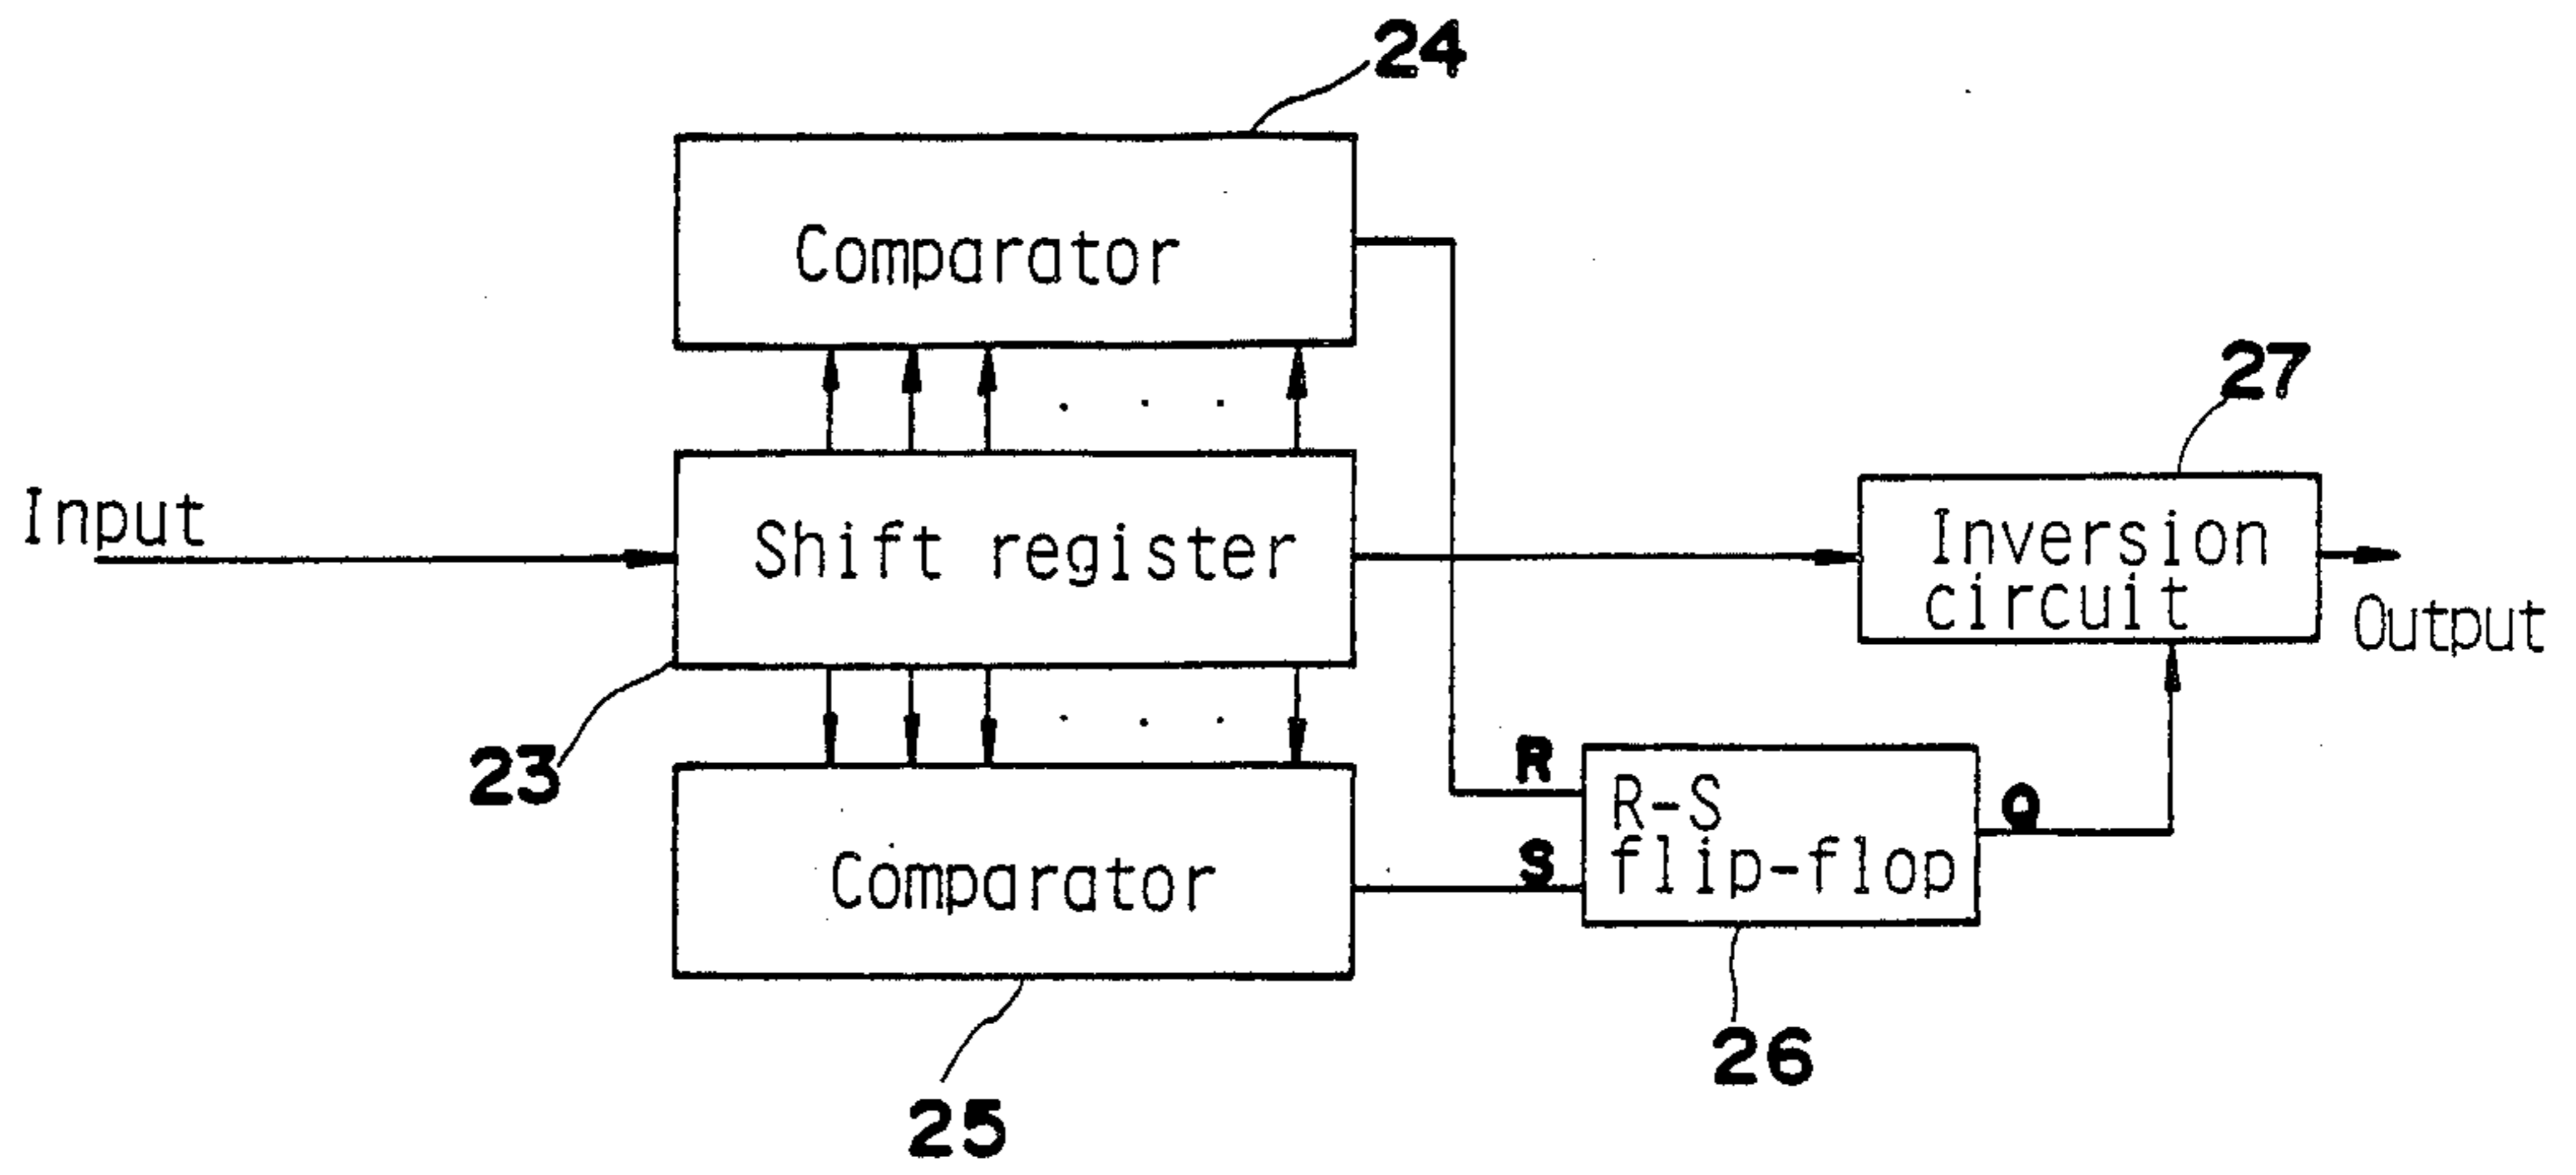 24
Comparator
27
Input
Shift register
Inversion
circuit
Output
23
R
R-S
flip-flop
Q
S
Comparator
26
25